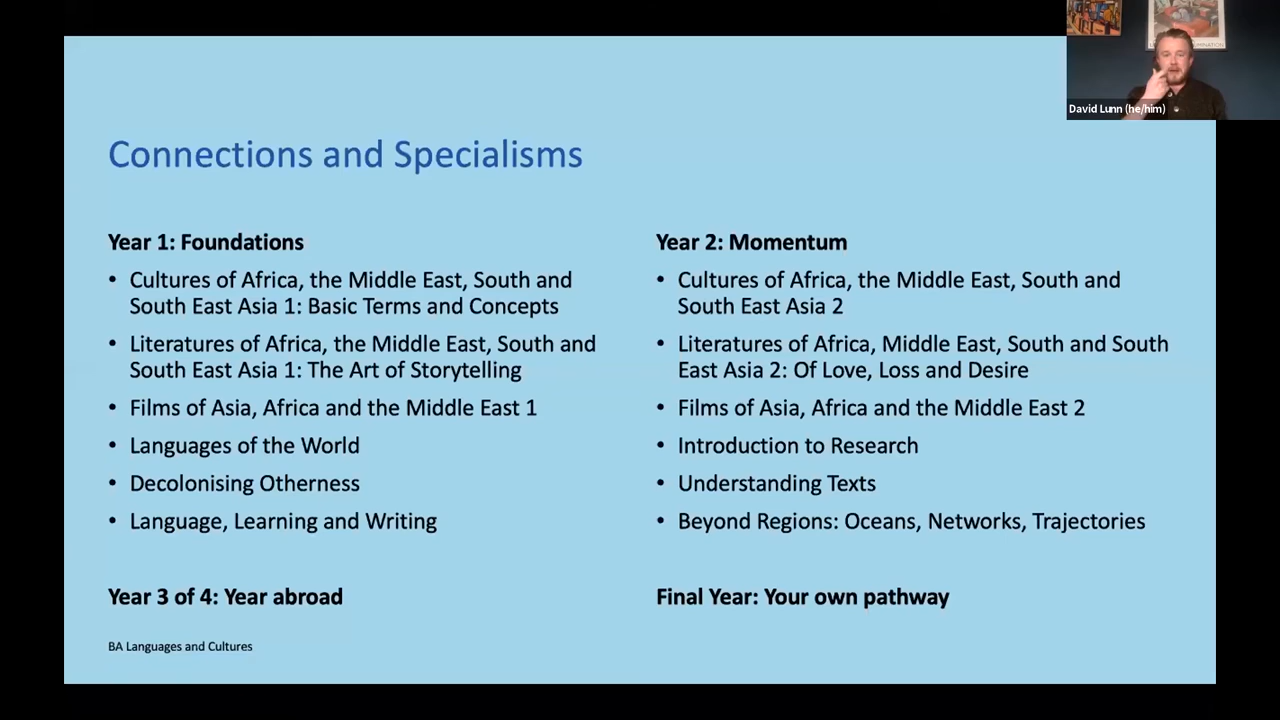 David Lunn (he/him)
Connections and Specialisms
Year 1: Foundations
• Cultures of Africa, the Middle East, South and
South East Asia 1: Basic Terms and Concepts
• Literatures of Africa, the Middle East, South and
South East Asia 1: The Art of Storytelling
• Films of Asia, Africa and the Middle East 1
• Languages of the World
• Decolonising Otherness
• Language, Learning and Writing
Year 3 of 4: Year abroad
Year 2: Momentum
• Cultures of Africa, the Middle East, South and
South East Asia 2
• Literatures of Africa, Middle East, South and South
East Asia 2: Of Love, Loss and Desire
• Films of Asia, Africa and the Middle East 2
• Introduction to Research
• Understanding Texts
• Beyond Regions: Oceans, Networks, Trajectories
Final Year: Your own pathway
BA Languages and Cultures